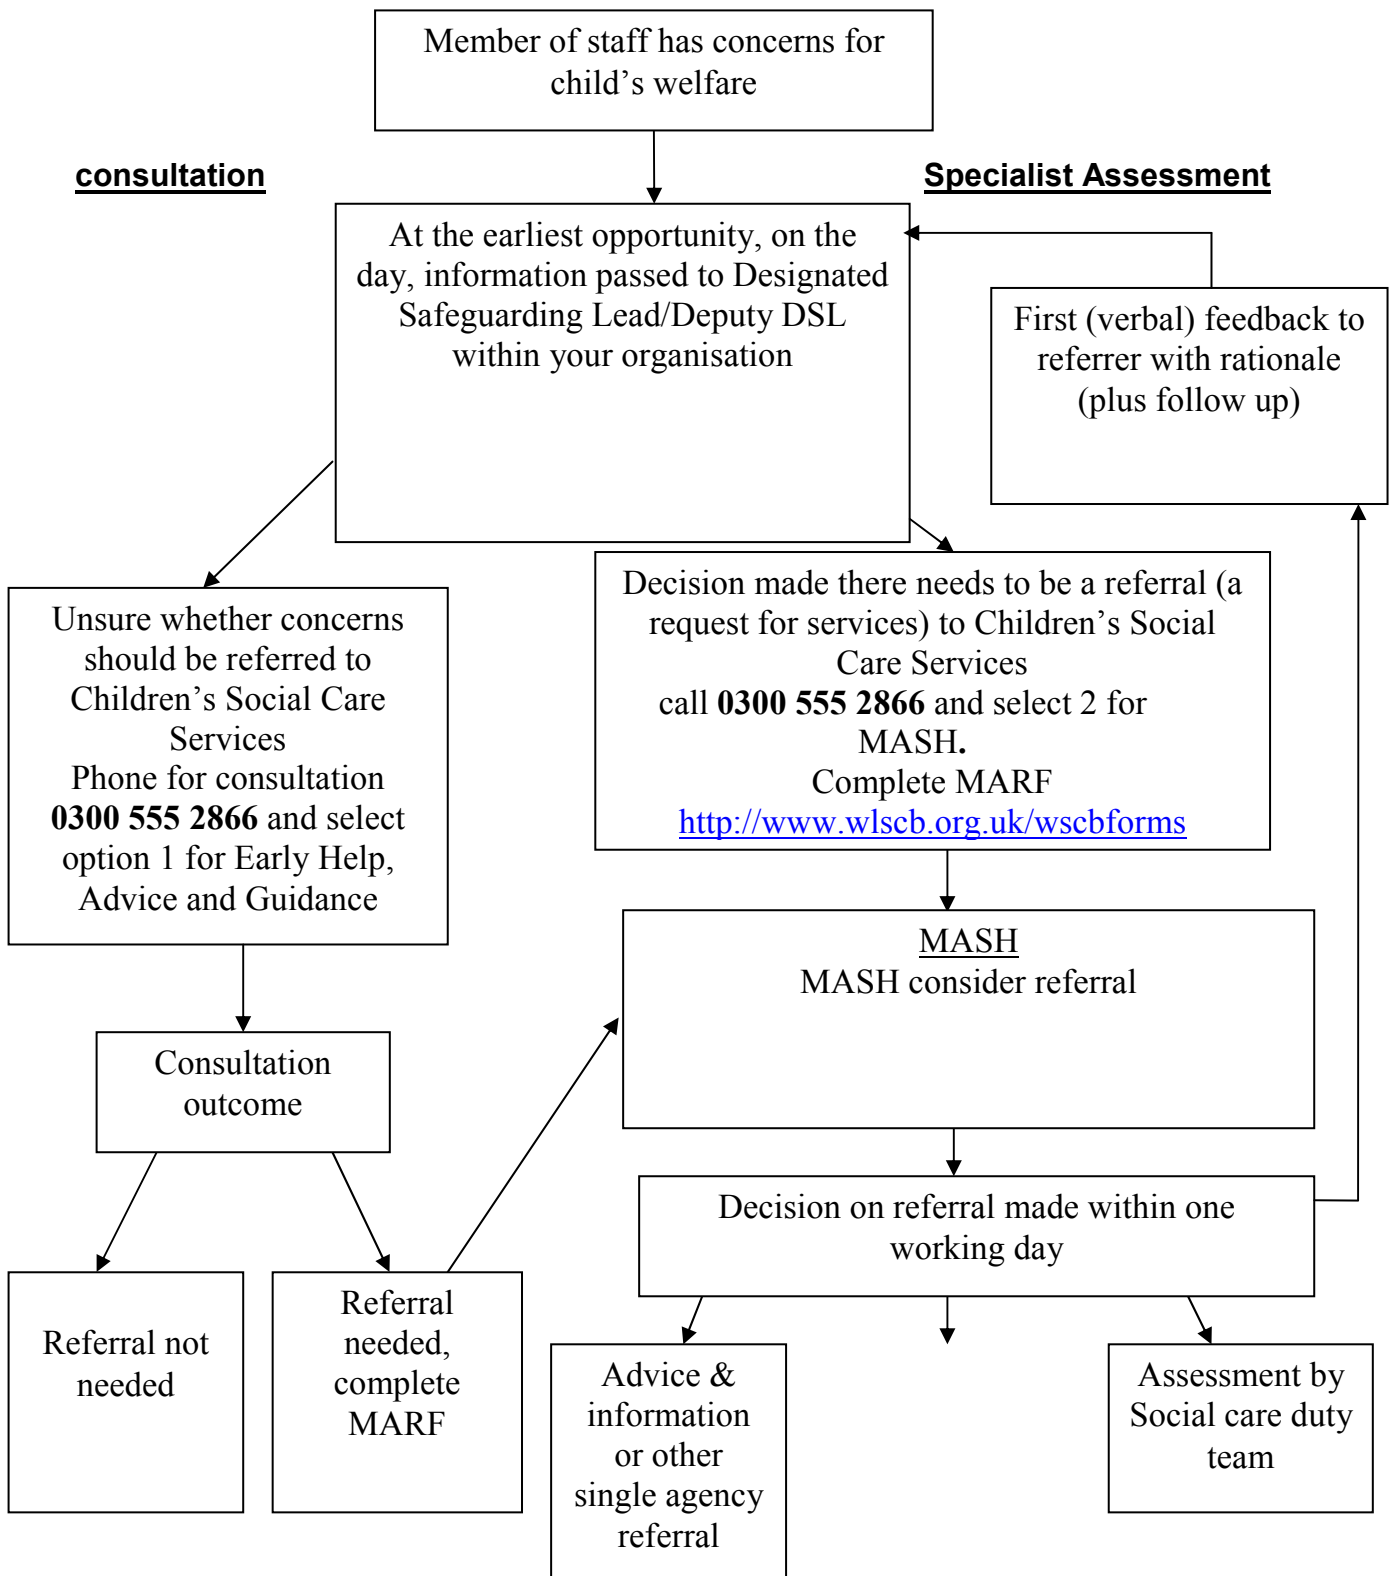 Member of staff has concerns for
child’s welfare
consultation
Specialist Assessment
At the earliest opportunity, on the
day, information passed to Designated
Safeguarding Lead/Deputy DSL
within your organisation
First (verbal) feedback to
referrer with rationale
(plus follow up)
Unsure whether concerns
should be referred to
Children’s Social Care
Services
Phone for consultation
0300 555 2866 and select
option 1 for Early Help,
Advice and Guidance
Decision made there needs to be a referral (a
request for services) to Children’s Social
Care Services
call 0300 555 2866 and select 2 for
MASH.
Complete MARF
http://www.wlscb.org.uk/wscbforms
MASH
MASH consider referral
Consultation
outcome
Decision on referral made within one
working day
Referral not
needed
Referral
needed,
complete
MARF
Advice &
information
or other
single agency
referral
Assessment by
Social care duty
team